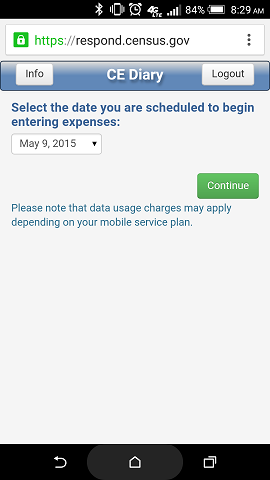 84% 8:29 AM
https://respond.census.gov
Info CE Diary Logout
Select the date you are scheduled to begin
entering expenses:
May 9, 2015
Continue
Please note that data usage charges may apply
depending on your mobile service plan.